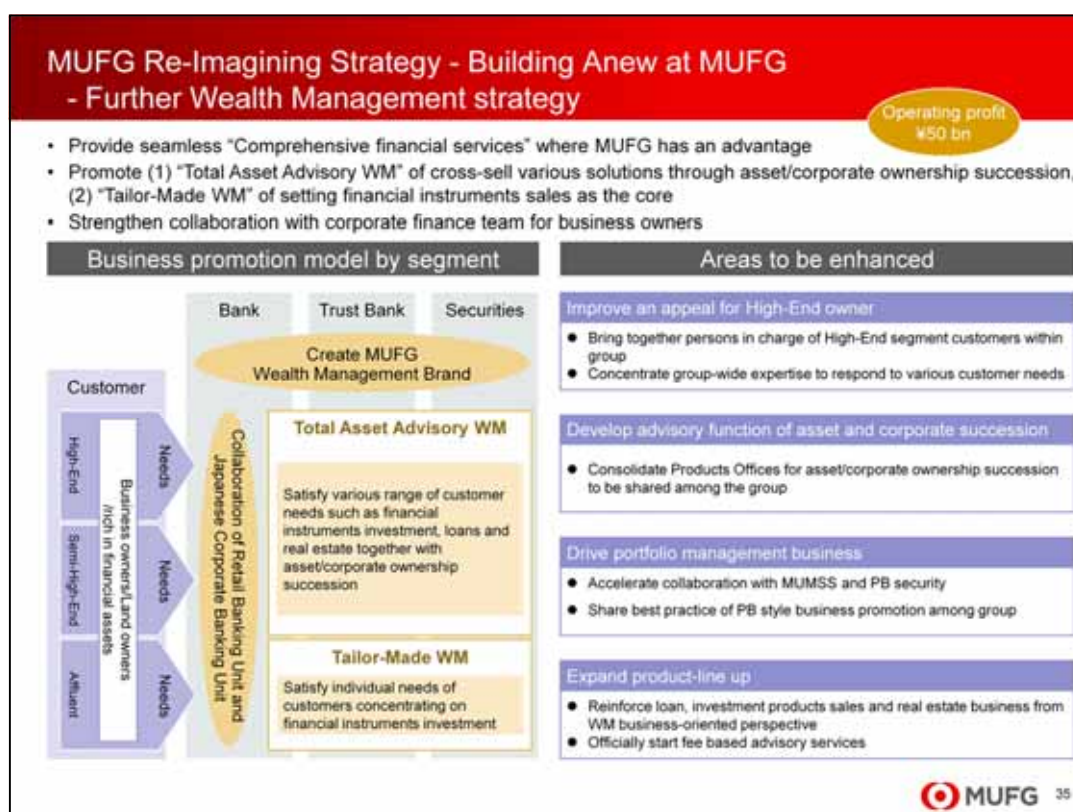 MUFG Re-Imagining Strategy - Building Anew at MUFG
- Further Wealth Management strategy
Operating profit
¥50 bn
• Provide seamless “Comprehensive financial services” where MUFG has an advantage
• Promote (1) “Total Asset Advisory WM” of cross-sell various solutions through asset/corporate ownership succession,
(2) “Tailor-Made WM” of setting financial instruments sales as the core
• Strengthen collaboration with corporate finance team for business owners
Business promotion model by segment
Bank
Trust Bank
Securities
Create MUFG
Wealth Management Brand
Customer
High-End
Semi-High-End
Affluent
Business owners/Land owners
/rich in financial assets
Needs
Needs
Needs
Collaboration of Retail Banking Unit and
Japanese Corporate Banking Unit
Total Asset Advisory WM
Satisfy various range of customer
needs such as financial
instruments investment, loans and
real estate together with
asset/corporate ownership
succession
Tailor-Made WM
Satisfy individual needs of
customers concentrating on
financial instruments investment
Areas to be enhanced
Improve an appeal for High-End owner
● Bring together persons in charge of High-End segment customers within
group
● Concentrate group-wide expertise to respond to various customer needs
Develop advisory function of asset and corporate succession
● Consolidate Products Offices for asset/corporate ownership succession
to be shared among the group
Drive portfolio management business
● Accelerate collaboration with MUMSS and PB security
● Share best practice of PB style business promotion among group
Expand product-line up
● Reinforce loan, investment products sales and real estate business from
WM business-oriented perspective
● Officially start fee based advisory services
MUFG
35